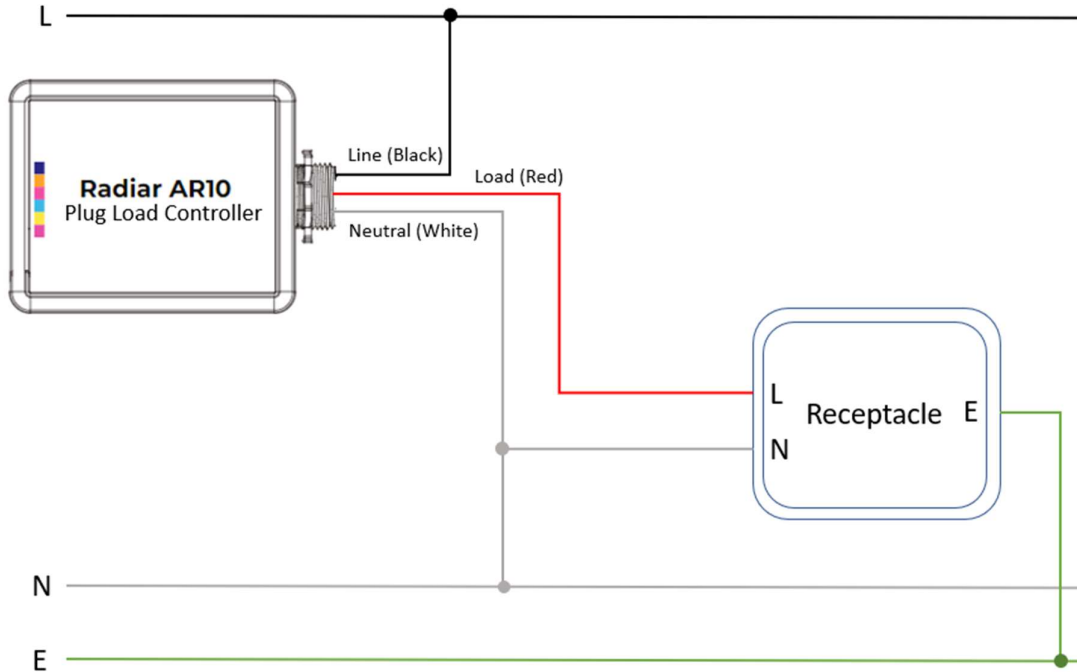 L
Line (Black)
Load (Red)
Radiar AR10
Plug Load Controller
Neutral (White)
L
Receptacle
E
N
N
E